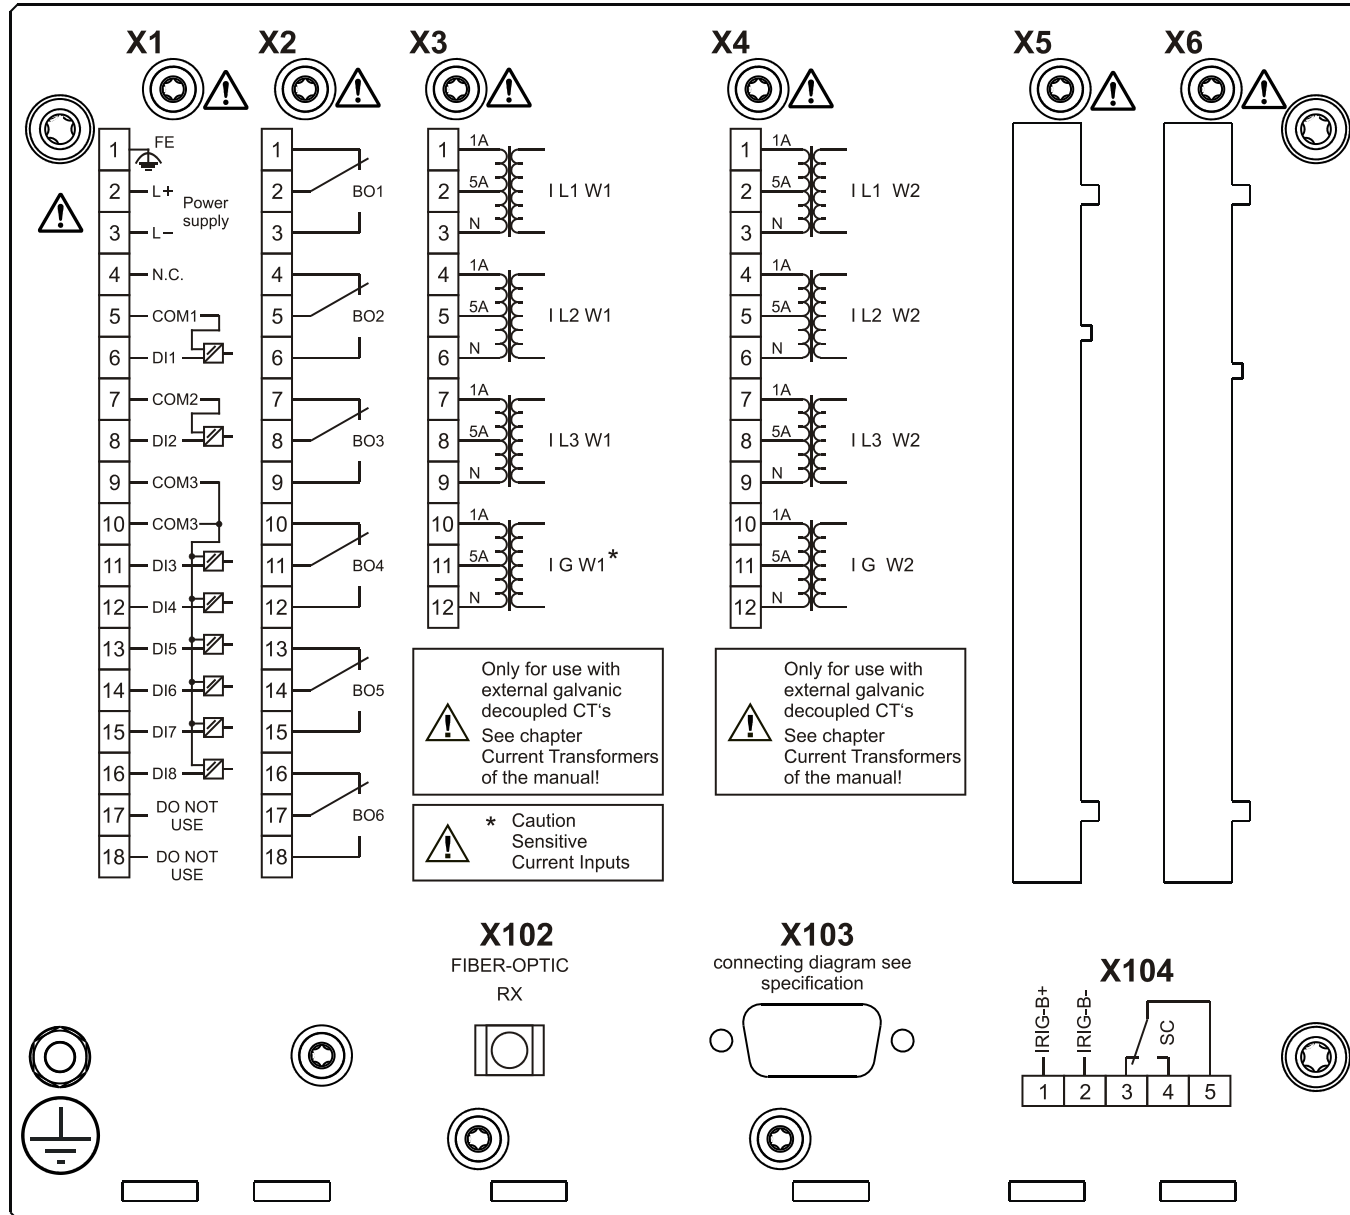 X1
X2
X3
X4
X5
X6
1
FE
2
L+
Power
supply
3
L−
4
N.C.
5
COM1
6
DI1
7
COM2
8
DI2
9
COM3
10
COM3
11
DI3
12
DI4
13
DI5
14
DI6
15
DI7
16
DI8
17
DO NOT
USE
18
DO NOT
USE
1
2
BO1
3
4
5
BO2
6
7
8
BO3
9
10
11
BO4
12
13
14
BO5
15
16
17
BO6
18
1
1A
2
5A
I L1 W1
3
N
4
1A
5
5A
I L2 W1
6
N
7
1A
8
5A
I L3 W1
9
N
10
1A
11
5A
I G W1*
12
N
Only for use with
external galvanic
decoupled CT‘s
See chapter
Current Transformers
of the manual!
* Caution
Sensitive
Current Inputs
1
1A
2
5A
I L1 W2
3
N
4
1A
5
5A
I L2 W2
6
N
7
1A
8
5A
I L3 W2
9
N
10
1A
11
5A
I G W2
12
N
Only for use with
external galvanic
decoupled CT‘s
See chapter
Current Transformers
of the manual!
X102
FIBER-OPTIC
RX
X103
connecting diagram see
specification
X104
IRIG-B+
IRIG-B-
SC
1 2 3 4 5